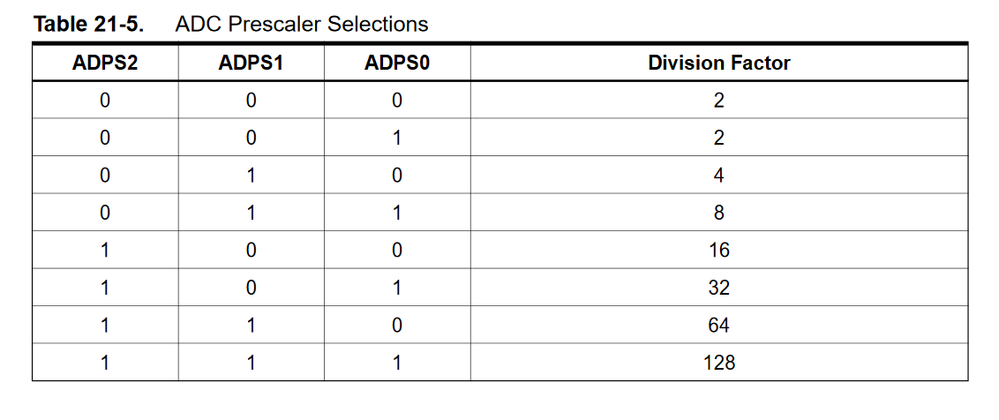 Table 21-5. ADC Prescaler Selections
ADPS2 ADPS1 ADPS0 Division Factor
0 0 0 2
0 0 1 2
0 1 0 4
0 1 1 8
1 0 0 16
1 0 1 32
1 1 0 64
1 1 1 128